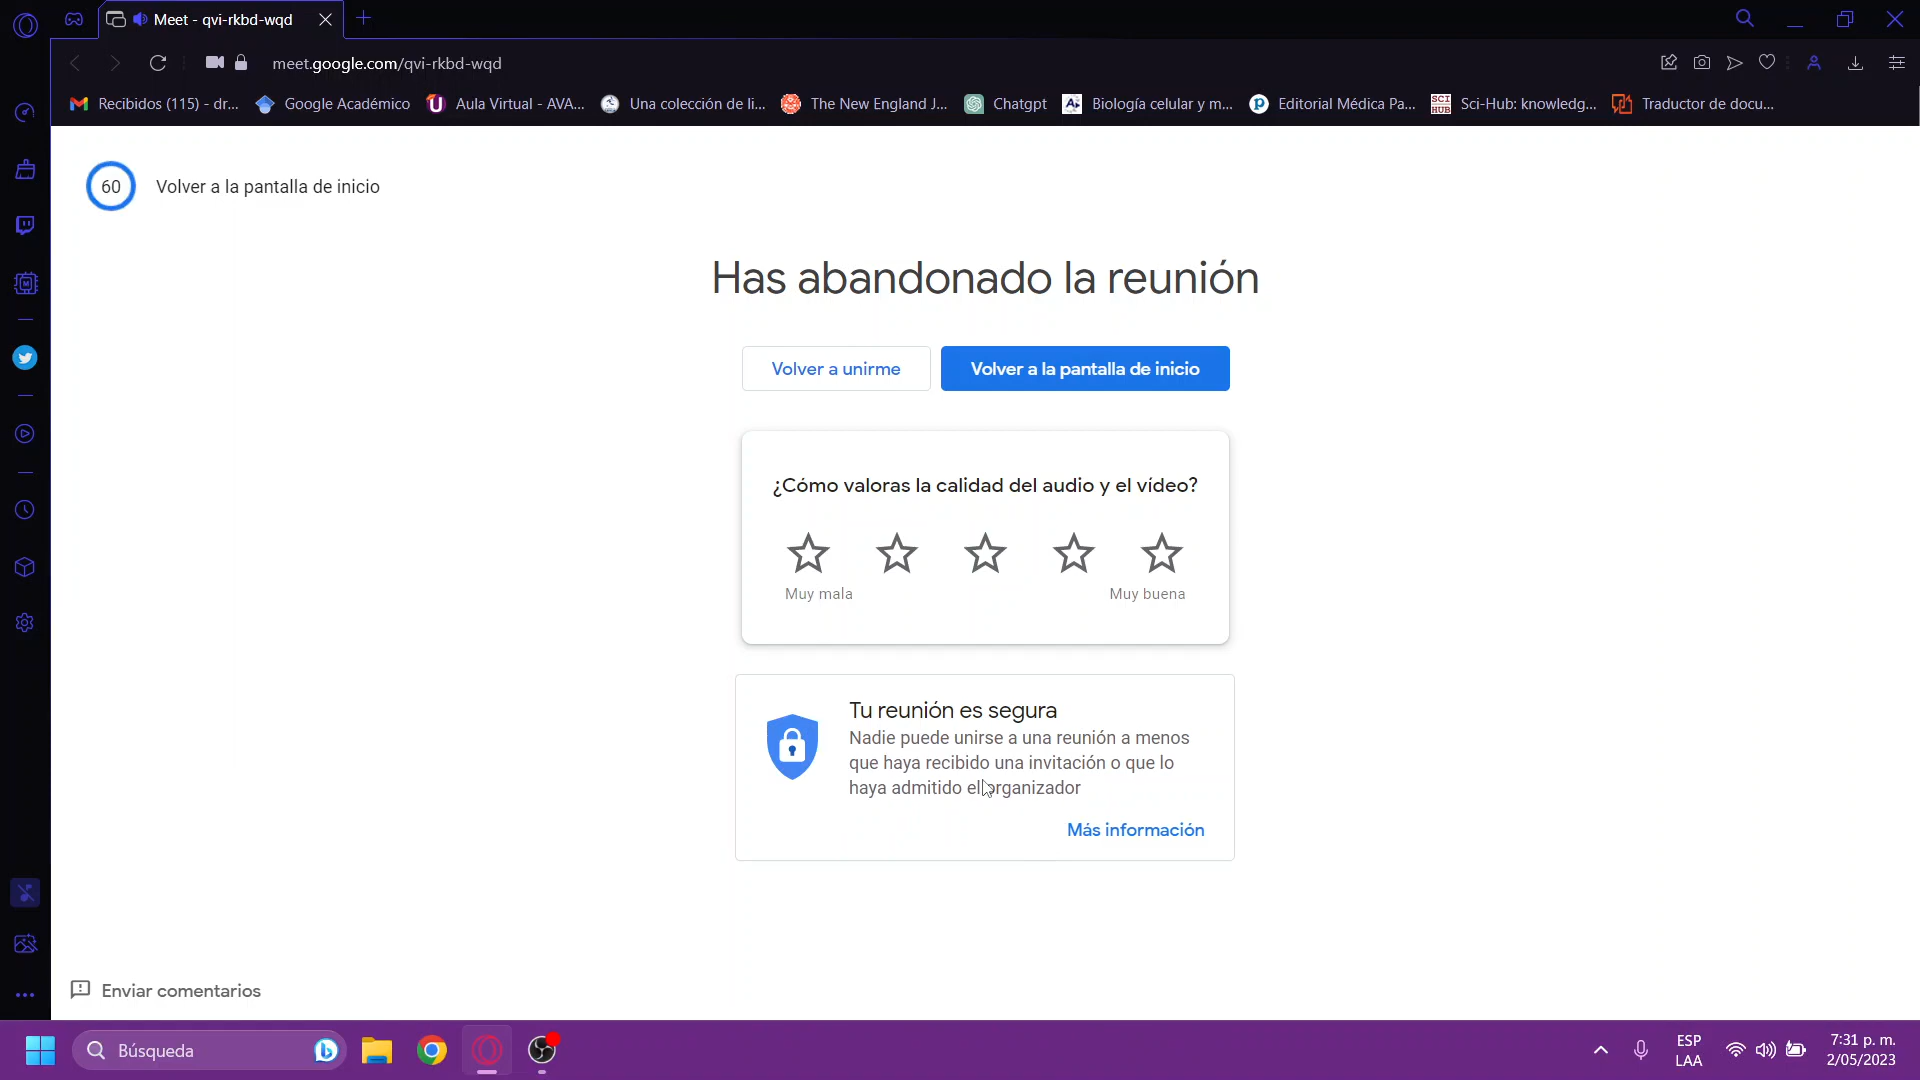 Meet - qvi-rkbd-wqd
meet.google.com/qvi-rkbd-wqd
Recibidos (115) - dr...
Google Académico
Aula Virtual - AVA...
Una colección de li...
The New England J...
Chatgpt
Biología celular y m...
Editorial Médica Pa...
SCI HUB
Sci-Hub: knowledg...
Traductor de docu...
60
Volver a la pantalla de inicio
Has abandonado la reunión
Volver a unirme
Volver a la pantalla de inicio
¿Cómo valoras la calidad del audio y el vídeo?
Muy mala
Muy buena
Tu reunión es segura
Nadie puede unirse a una reunión a menos
que haya recibido una invitación o que lo
haya admitido el organizador
Más información
Enviar comentarios
Búsqueda
ESP
LAA
7:31 p. m.
2/05/2023